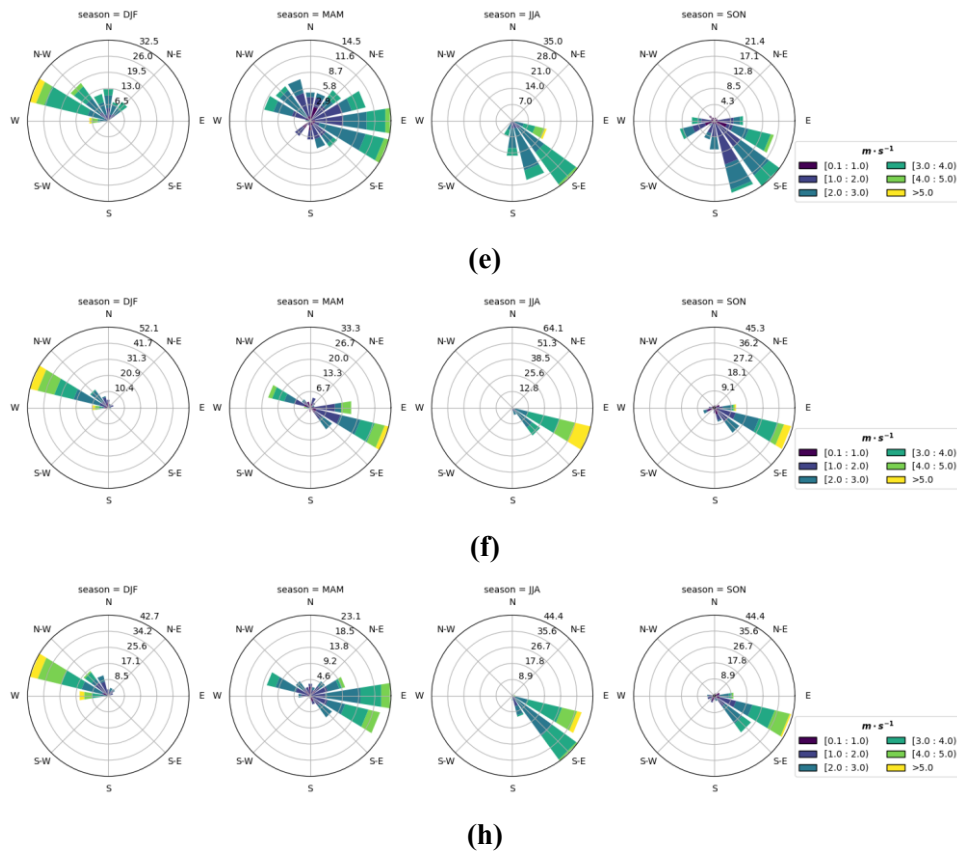 season = DJF season = MAM season = JJA season = SON
N N N N
32.5 14.5 35.0 21.4
N-W 26.0 N-E N-W 11.6 N-E N-W 28.0 N-E N-W 17.1 N-E
19.5 8.7 21.0 12.8
13.0 5.8 14.0 8.5
6.5 2.9 7.0 4.3
W E W E W E W E
m · s⁻¹
[0.1 : 1.0) [3.0 : 4.0)
[1.0 : 2.0) [4.0 : 5.0)
[2.0 : 3.0) >5.0
S-W S-E S-W S-E S-W S-E S-W S-E
S S S S
(e)
season = DJF season = MAM season = JJA season = SON
N N N N
52.1 33.3 64.1 45.3
N-W 41.7 N-E N-W 26.7 N-E N-W 51.3 N-E N-W 36.2 N-E
31.3 20.0 38.5 27.2
20.9 13.3 25.6 18.1
10.4 6.7 12.8 9.1
W E W E W E W E
m · s⁻¹
[0.1 : 1.0) [3.0 : 4.0)
[1.0 : 2.0) [4.0 : 5.0)
[2.0 : 3.0) >5.0
S-W S-E S-W S-E S-W S-E S-W S-E
S S S S
(f)
season = DJF season = MAM season = JJA season = SON
N N N N
42.7 23.1 44.4 44.4
N-W 34.2 N-E N-W 18.5 N-E N-W 35.6 N-E N-W 35.6 N-E
25.6 13.8 26.7 26.7
17.1 9.2 17.8 17.8
8.5 4.6 8.9 8.9
W E W E W E W E
m · s⁻¹
[0.1 : 1.0) [3.0 : 4.0)
[1.0 : 2.0) [4.0 : 5.0)
[2.0 : 3.0) >5.0
S-W S-E S-W S-E S-W S-E S-W S-E
S S S S
(h)